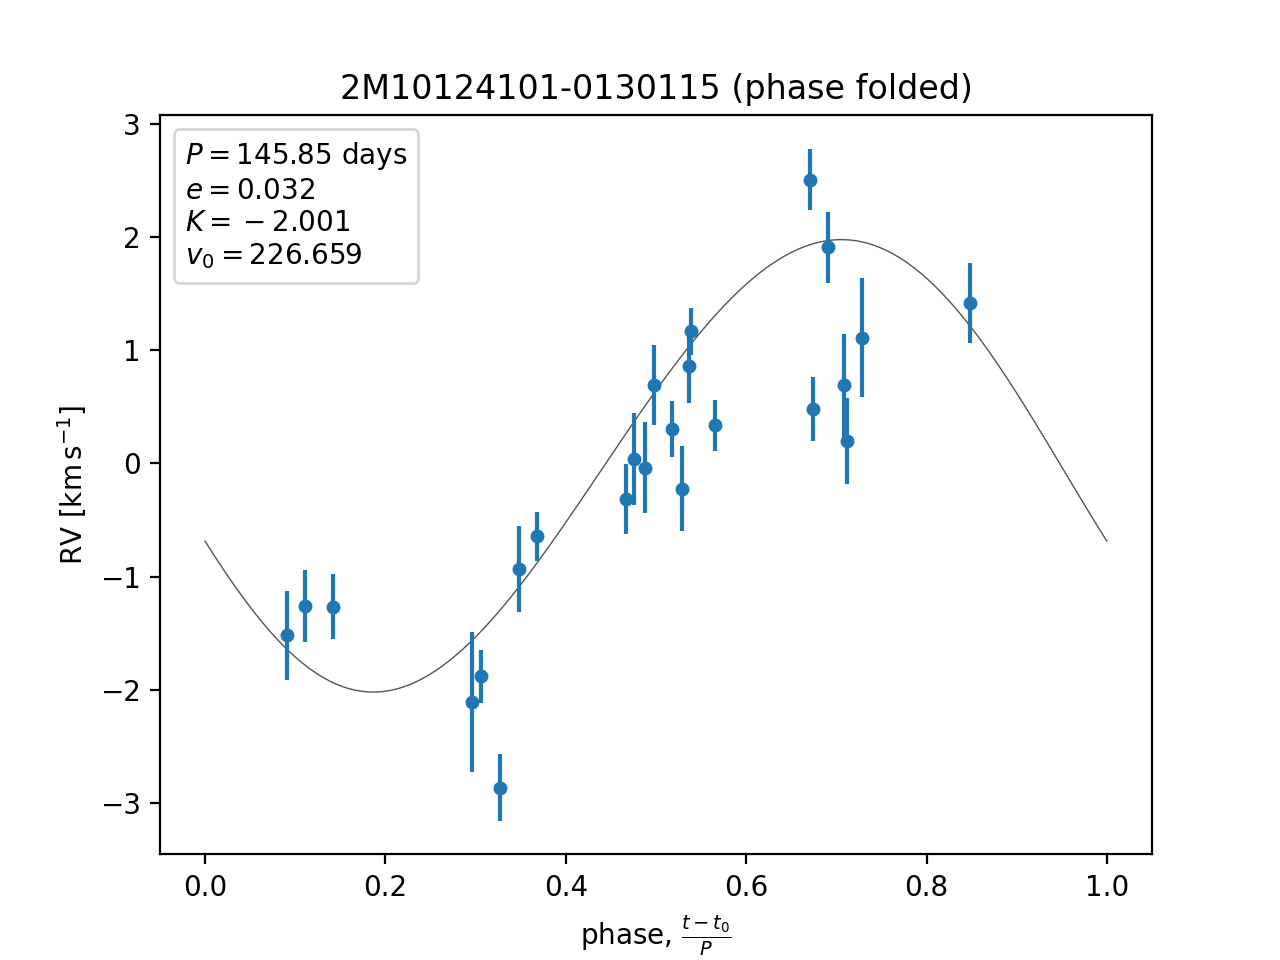 2M10124101-0130115 (phase folded)
P = 145.85 days
e = 0.032
K = −2.001
v₀ = 226.659
3
2
1
0
−1
−2
−3
RV [km s⁻¹]
0.0 0.2 0.4 0.6 0.8 1.0
phase, (t − t₀)/P